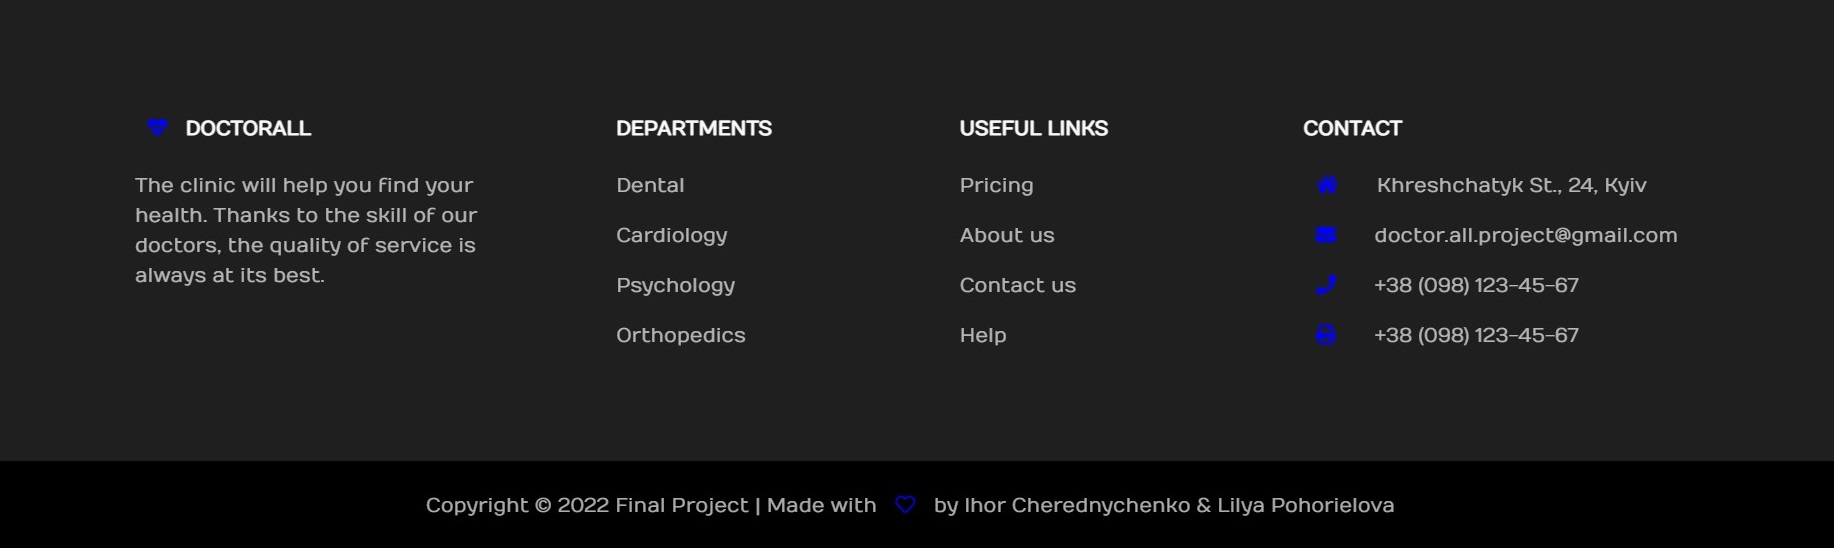 DOCTORALL
The clinic will help you find your
health. Thanks to the skill of our
doctors, the quality of service is
always at its best.
DEPARTMENTS
Dental
Cardiology
Psychology
Orthopedics
USEFUL LINKS
Pricing
About us
Contact us
Help
CONTACT
Khreshchatyk St., 24, Kyiv
doctor.all.project@gmail.com
+38 (098) 123-45-67
+38 (098) 123-45-67
Copyright © 2022 Final Project | Made with by Ihor Cherednychenko & Lilya Pohorielova